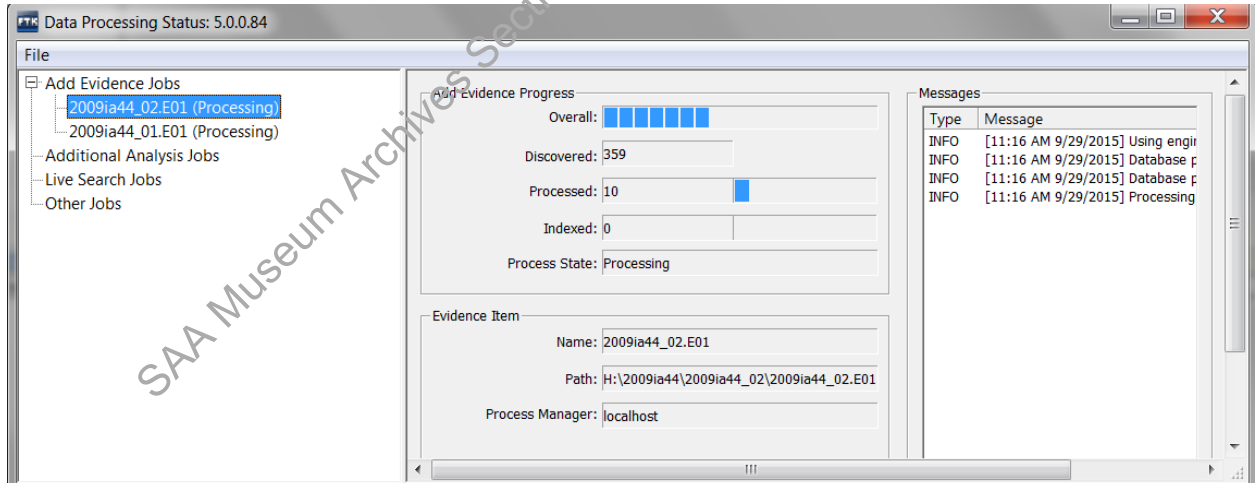 FTK Data Processing Status: 5.0.0.84
File
Add Evidence Jobs
2009ia44_02.E01 (Processing)
2009ia44_01.E01 (Processing)
Additional Analysis Jobs
Live Search Jobs
Other Jobs
Add Evidence Progress
Overall:
Discovered: 359
Processed: 10
Indexed: 0
Process State: Processing
Evidence Item
Name: 2009ia44_02.E01
Path: H:\2009ia44\2009ia44_02\2009ia44_02.E01
Process Manager: localhost
Messages
Type Message
INFO [11:16 AM 9/29/2015] Using engir
INFO [11:16 AM 9/29/2015] Database p
INFO [11:16 AM 9/29/2015] Database p
INFO [11:16 AM 9/29/2015] Processing
SAA Museum Archives Secti